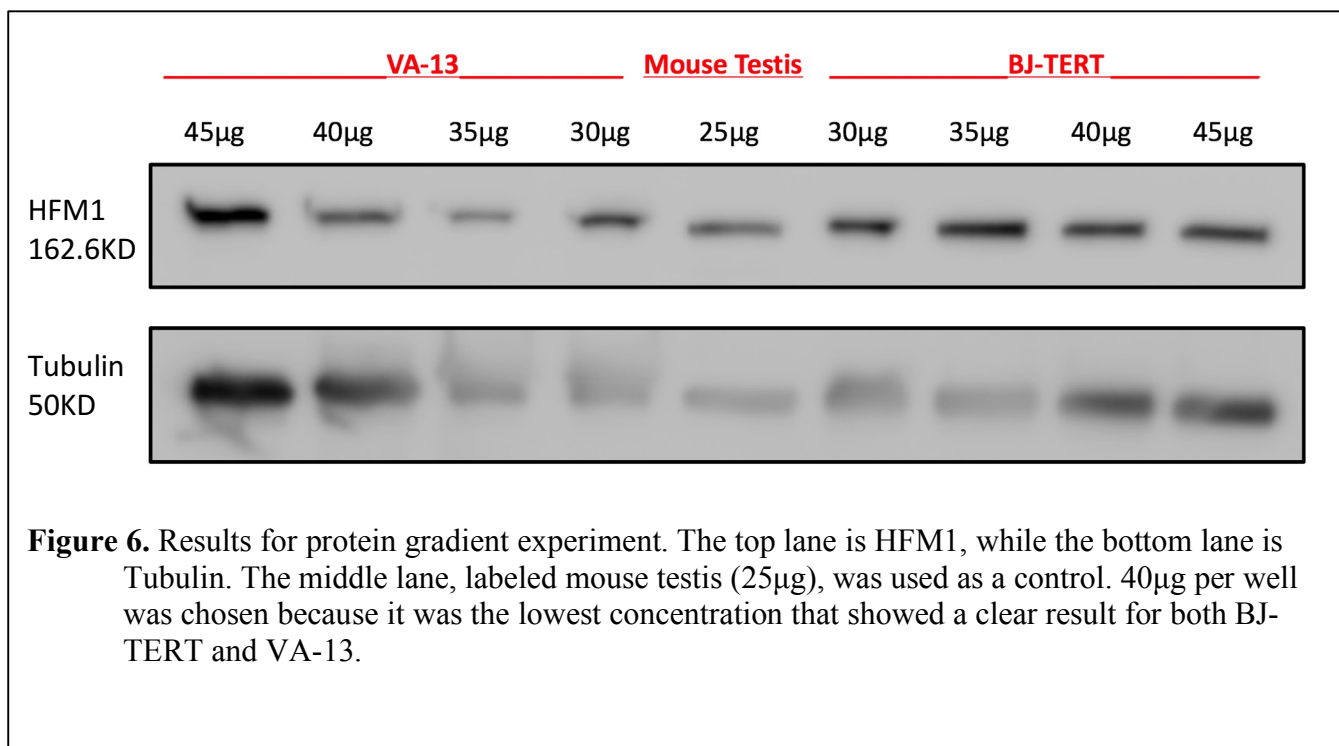 VA-13 Mouse Testis BJ-TERT
45µg 40µg 35µg 30µg 25µg 30µg 35µg 40µg 45µg
HFM1
162.6KD
Tubulin
50KD
Figure 6. Results for protein gradient experiment. The top lane is HFM1, while the bottom lane is
Tubulin. The middle lane, labeled mouse testis (25µg), was used as a control. 40µg per well
was chosen because it was the lowest concentration that showed a clear result for both BJ-
TERT and VA-13.